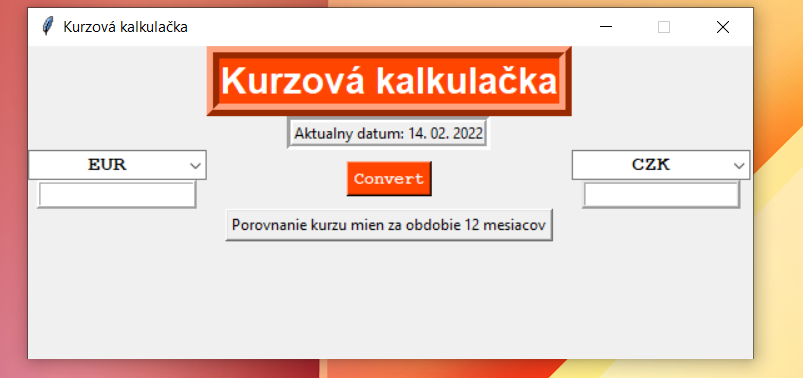 Kurzová kalkulačka
Kurzová kalkulačka
Aktualny datum: 14. 02. 2022
EUR
CZK
Convert
Porovnanie kurzu mien za obdobie 12 mesiacov